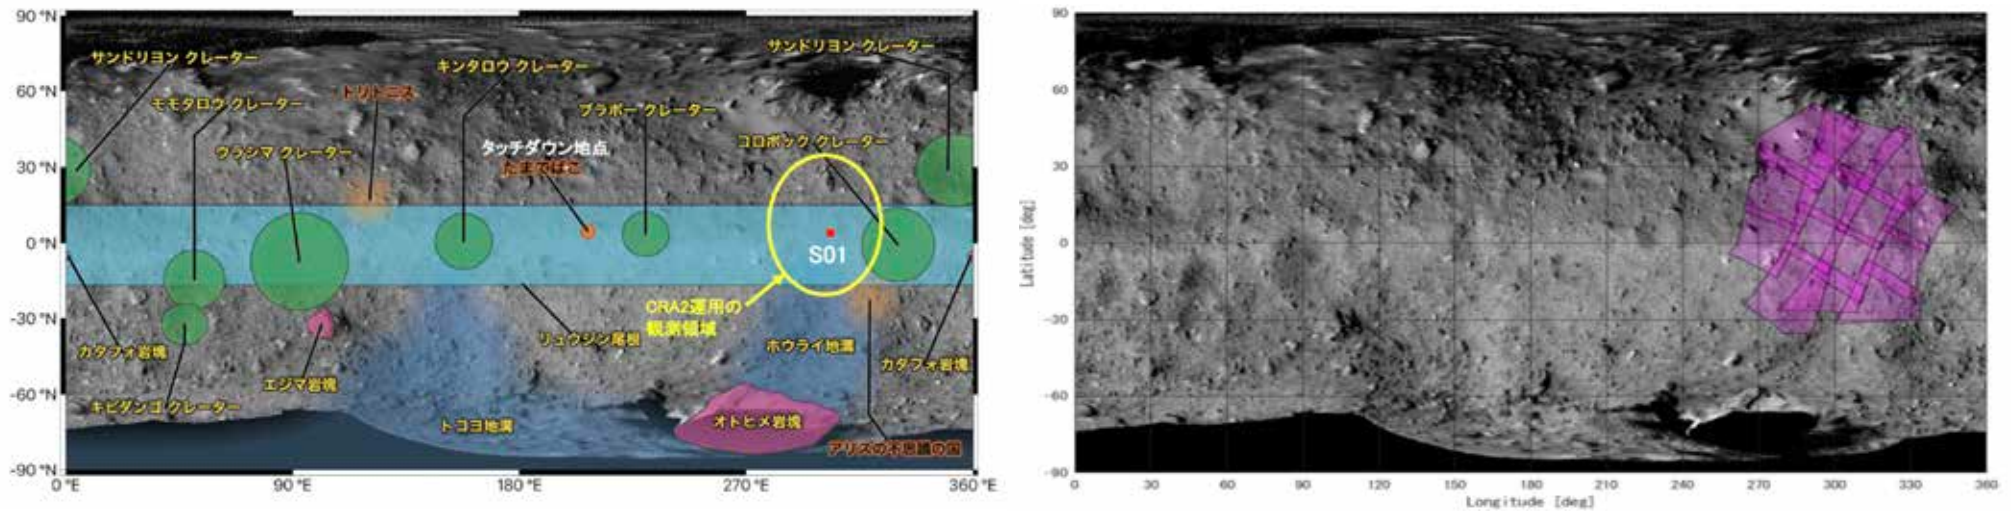 90 °N
60 °N
30 °N
0 °N
-30 °N
-60 °N
-90 °N
サンドリヨン クレーター
モモタロウ クレーター
ウラシマ クレーター
トリトニス
キンタロウ クレーター
タッチダウン地点
たまてばこ
ブラボー クレーター
サンドリヨン クレーター
コロボック クレーター
S01
CRA2運用の
観測領域
カタフォ岩塊
エジマ岩塊
キビダンゴ クレーター
リュウジン尾根
トコヨ地溝
ホウライ地溝
カタフォ岩塊
オトヒメ岩塊
アリスの不思議の国
0 °E
90 °E
180 °E
270 °E
360 °E
90
60
30
0
-30
-60
-90
Latitude [deg]
0
30
60
90
120
150
180
210
240
270
300
330
360
Longitude [deg]